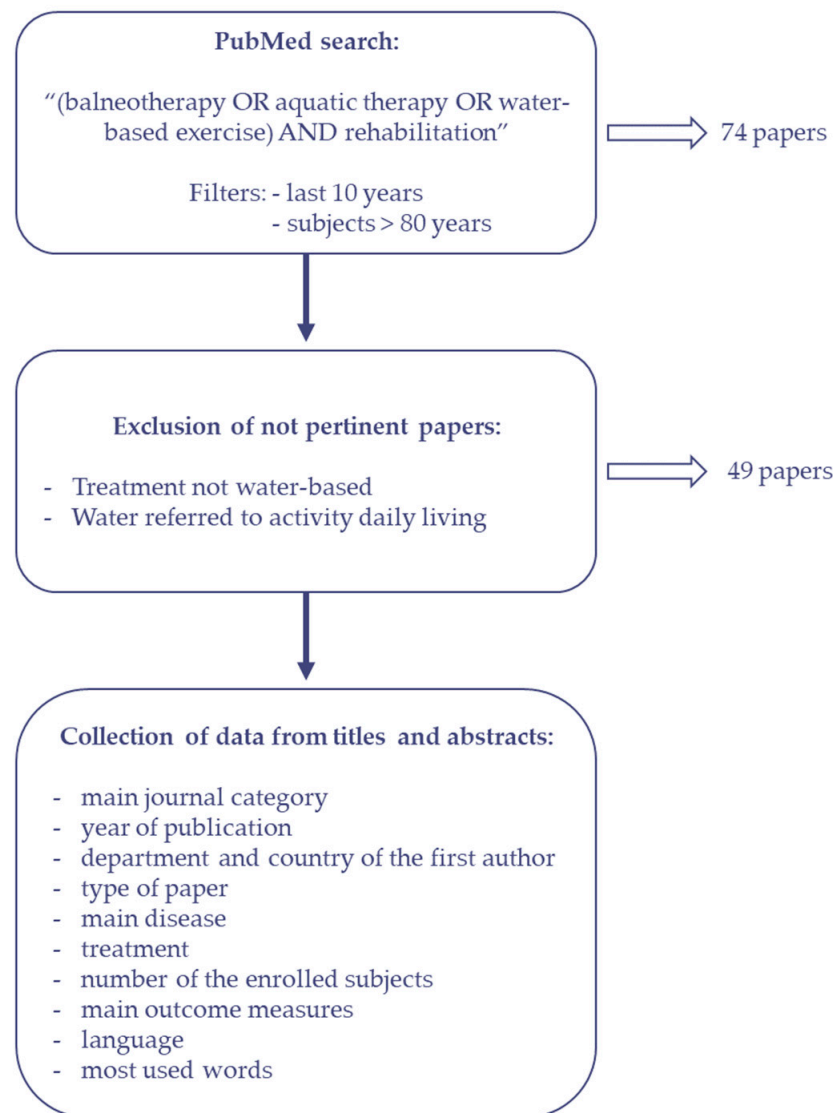 PubMed search:
“(balneotherapy OR aquatic therapy OR water-
based exercise) AND rehabilitation”
Filters: - last 10 years
- subjects > 80 years
74 papers
Exclusion of not pertinent papers:
- Treatment not water-based
- Water referred to activity daily living
49 papers
Collection of data from titles and abstracts:
- main journal category
- year of publication
- department and country of the first author
- type of paper
- main disease
- treatment
- number of the enrolled subjects
- main outcome measures
- language
- most used words